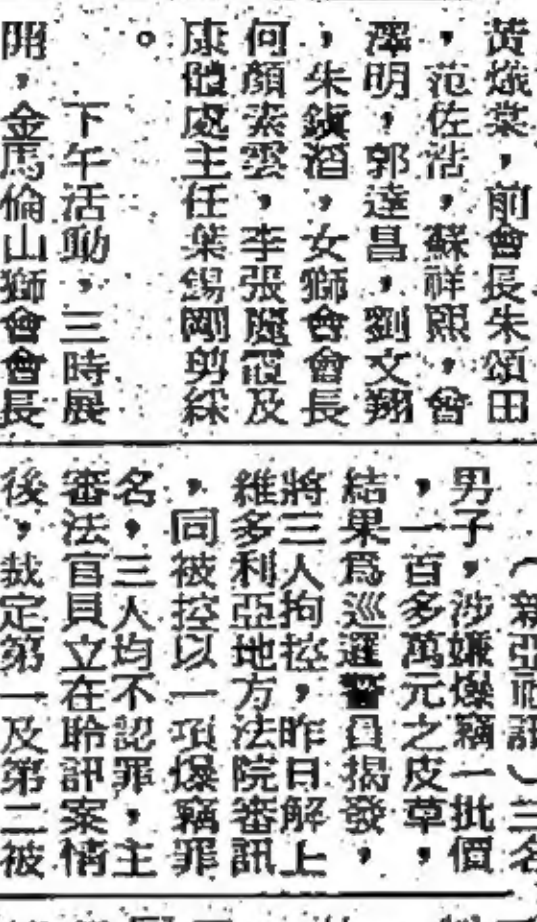 黃熾棠，前會長朱頌田
，范佐浩，蘇祥熙，曾
澤明，郭達昌，劉文翔
，朱鎮滔，女獅會會長
何顏素雲，李張麗霞及
康體處主任葉錫剛剪綵
。
下午活動，三時展
開，金馬倫山獅會會長
（新亞社訊）三名
男子，涉嫌爆竊一批價
，一百多萬元之皮草，
結果爲巡邏警員揭發，
將三人拘控，昨日解上
維多利亞地方法院審訊
，同被控以一項爆竊罪
名，三人均不認罪，主
審法官貝立在聆訊案情
後，裁定第一及第二被